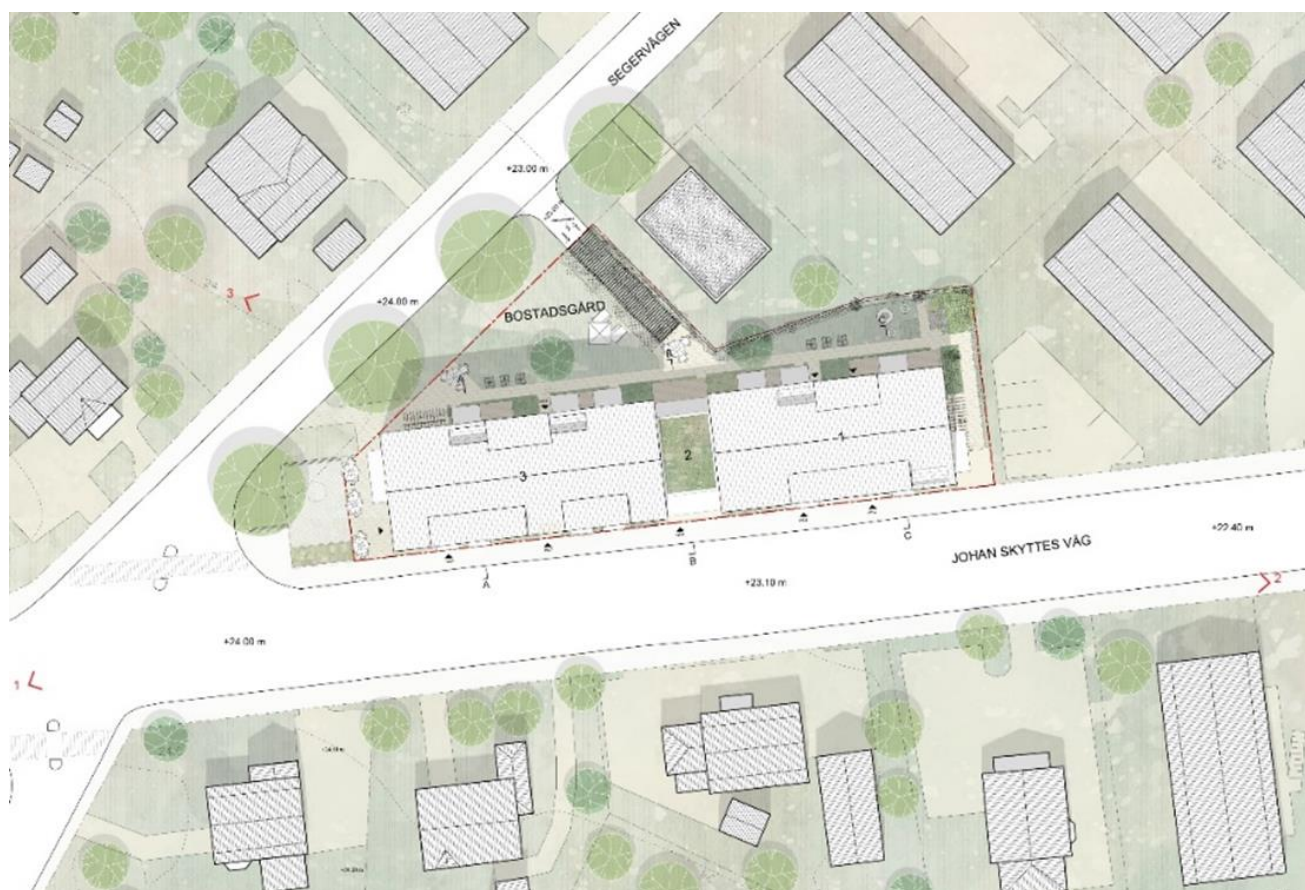 SEGERVÄGEN
+23.00 m
3
+24.00 m
BOSTADSGÅRD
1
2
3
C
+22.40 m
JOHAN SKYTTES VÄG
B
+23.10 m
A
2
+24.00 m
1